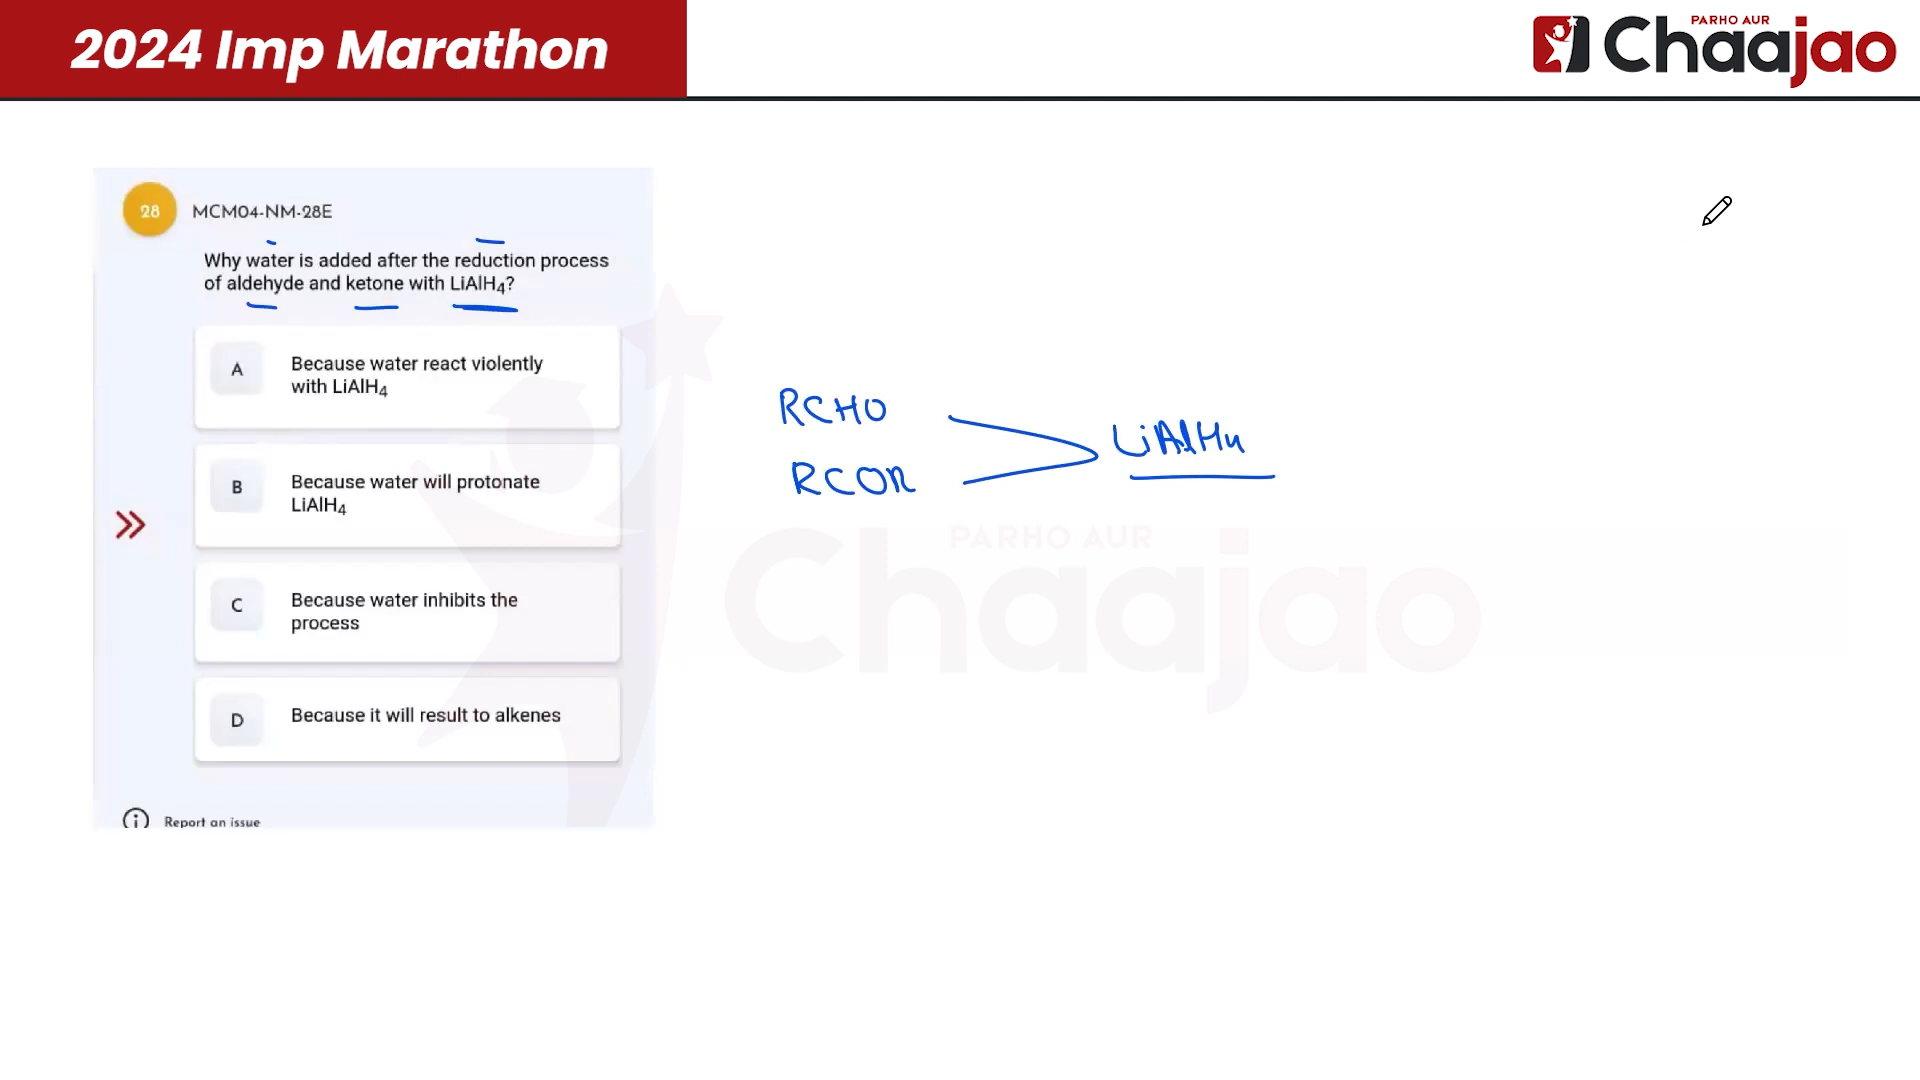 2024 Imp Marathon
PARHO AUR
Chaajao
28 MCM04-NM-28E
Why water is added after the reduction process
of aldehyde and ketone with LiAlH4?
A Because water react violently
with LiAlH4
B Because water will protonate
LiAlH4
C Because water inhibits the
process
D Because it will result to alkenes
Report an issue
RCHO
RCOR
LiAlH4
PARHO AUR
Chaajao